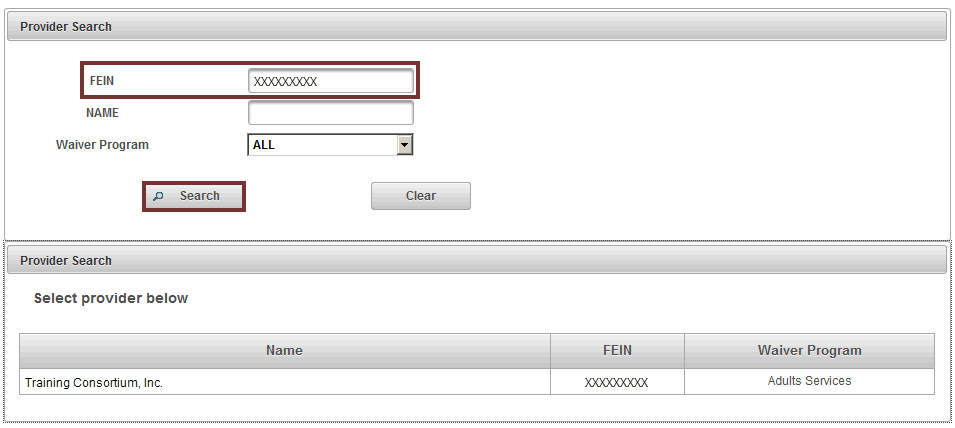 Provider Search
FEIN XXXXXXXXX
NAME
Waiver Program ALL
Search Clear
Provider Search
Select provider below
Name FEIN Waiver Program
Training Consortium, Inc. XXXXXXXXX Adults Services